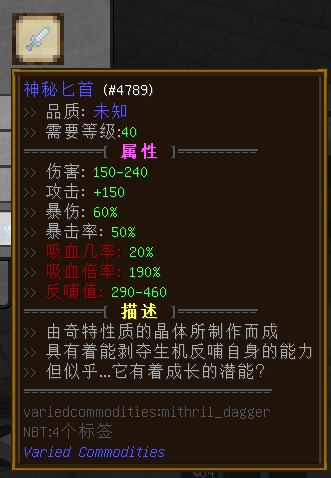 神秘匕首 (#4789)
>> 品质: 未知
>> 需要等级:40
----------[ 属性 ]----------
>> 伤害: 150-240
>> 攻击: +150
>> 暴伤: 60%
>> 暴击率: 50%
>> 吸血几率: 20%
>> 吸血倍率: 190%
>> 反哺值: 290-460
----------[ 描述 ]----------
>> 由奇特性质的晶体所制作而成
>> 具有着能剥夺生机反哺自身的能力
>> 但似乎...它有着成长的潜能?
variedcommodities:mithril_dagger
NBT:4个标签
Varied Commodities